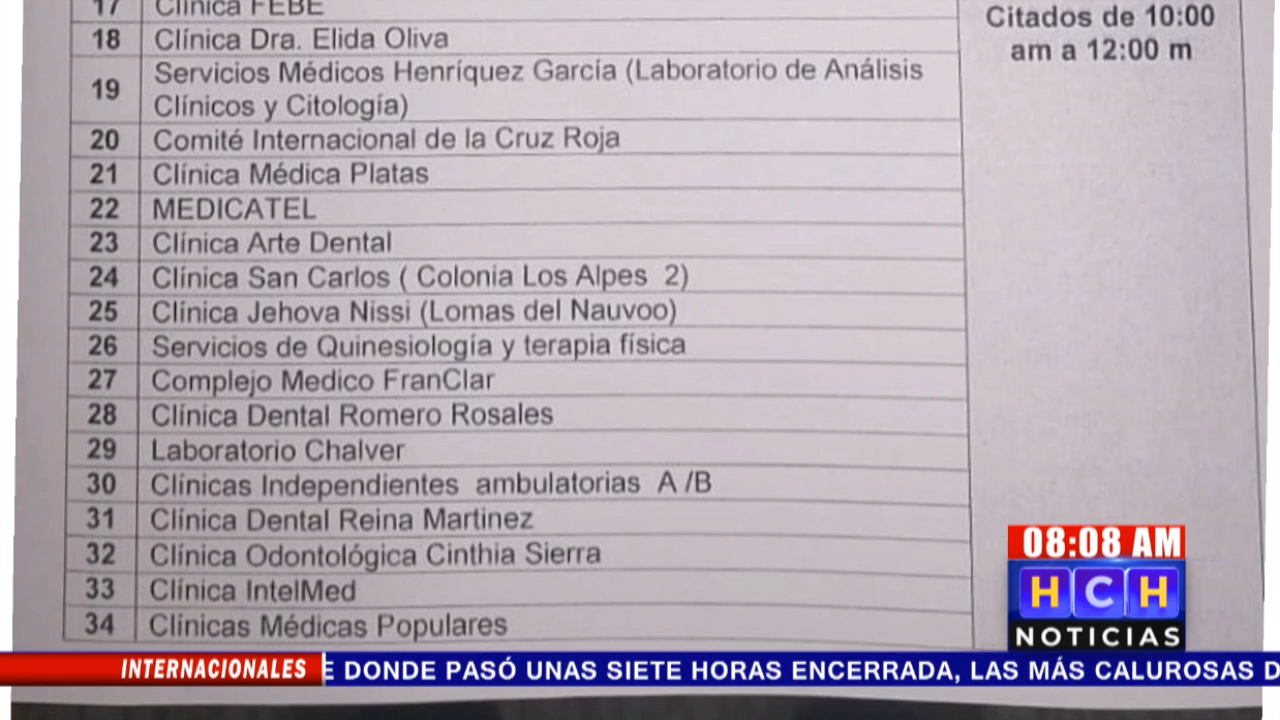 17 Clínica FEBE
Citados de 10:00
am a 12:00 m
18 Clínica Dra. Elida Oliva
19 Servicios Médicos Henríquez García (Laboratorio de Análisis
Clínicos y Citología)
20 Comité Internacional de la Cruz Roja
21 Clínica Médica Platas
22 MEDICATEL
23 Clínica Arte Dental
24 Clínica San Carlos ( Colonia Los Alpes 2)
25 Clínica Jehova Nissi (Lomas del Nauvoo)
26 Servicios de Quinesiología y terapia física
27 Complejo Medico FranClar
28 Clínica Dental Romero Rosales
29 Laboratorio Chalver
30 Clínicas Independientes ambulatorias A /B
31 Clínica Dental Reina Martinez
32 Clínica Odontológica Cinthia Sierra
33 Clínica IntelMed
34 Clínicas Médicas Populares
08:08 AM
HCH
NOTICIAS
INTERNACIONALES E DONDE PASÓ UNAS SIETE HORAS ENCERRADA, LAS MÁS CALUROSAS D